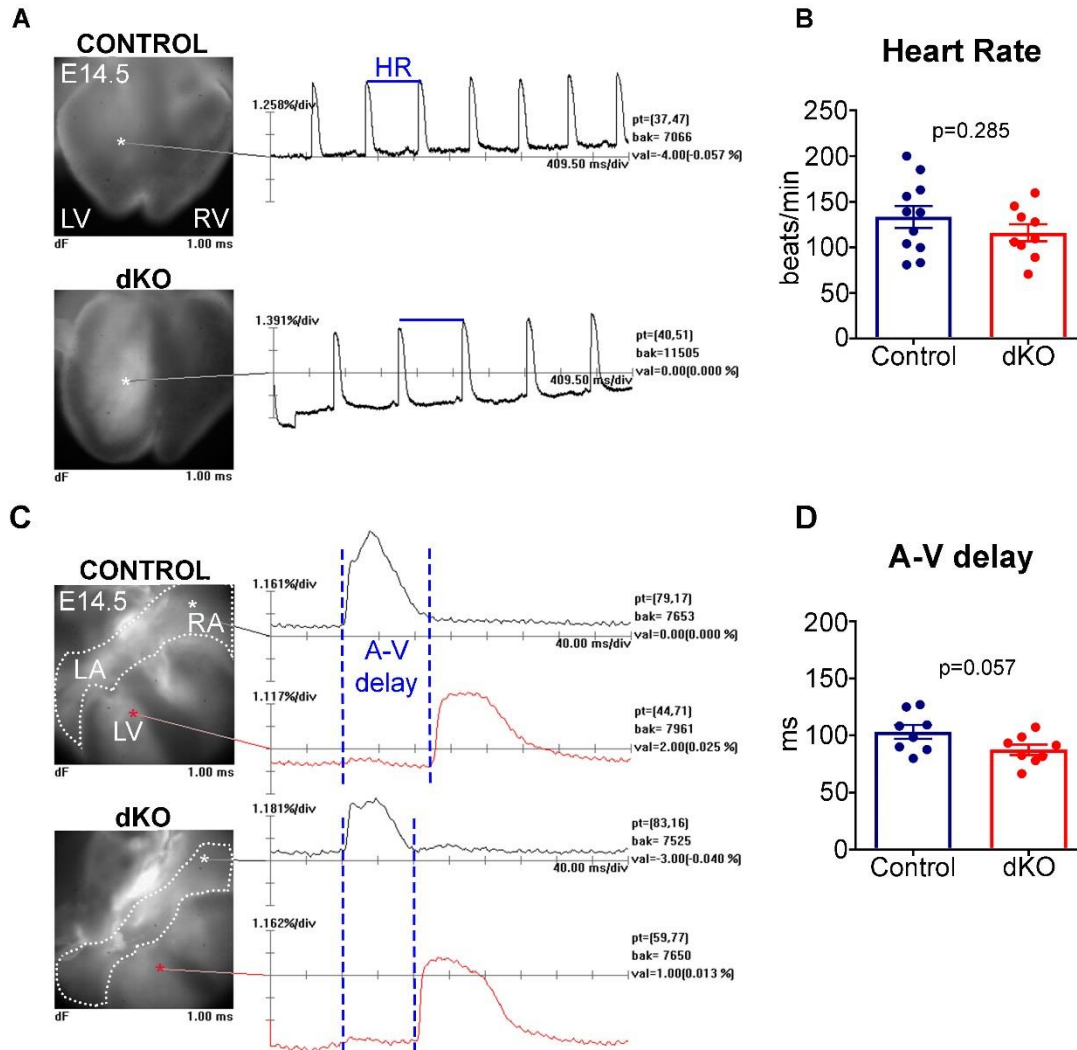 A
CONTROL
E14.5
*
LV RV
dF 1.00 ms
HR
1.258%/div
409.50 ms/div
pt=[37,47]
bak= 7066
val=-4.00[-0.057 %]
dKO
*
dF 1.00 ms
1.391%/div
409.50 ms/div
pt=[40,51]
bak= 11505
val=0.00[0.000 %]
B
Heart Rate
p=0.285
beats/min
250
200
150
100
50
0
Control dKO
C
CONTROL
E14.5
*
RA
LA
*
LV
dF 1.00 ms
1.161%/div
A-V
delay
40.00 ms/div
pt=[79,17]
bak= 7653
val=0.00[0.000 %]
1.117%/div
pt=[44,71]
bak= 7961
val=2.00[0.025 %]
dKO
*
*
dF 1.00 ms
1.181%/div
40.00 ms/div
pt=[83,16]
bak= 7525
val=-3.00[-0.040 %]
1.162%/div
pt=[59,77]
bak= 7650
val=1.00[0.013 %]
D
A-V delay
p=0.057
ms
200
150
100
50
0
Control dKO